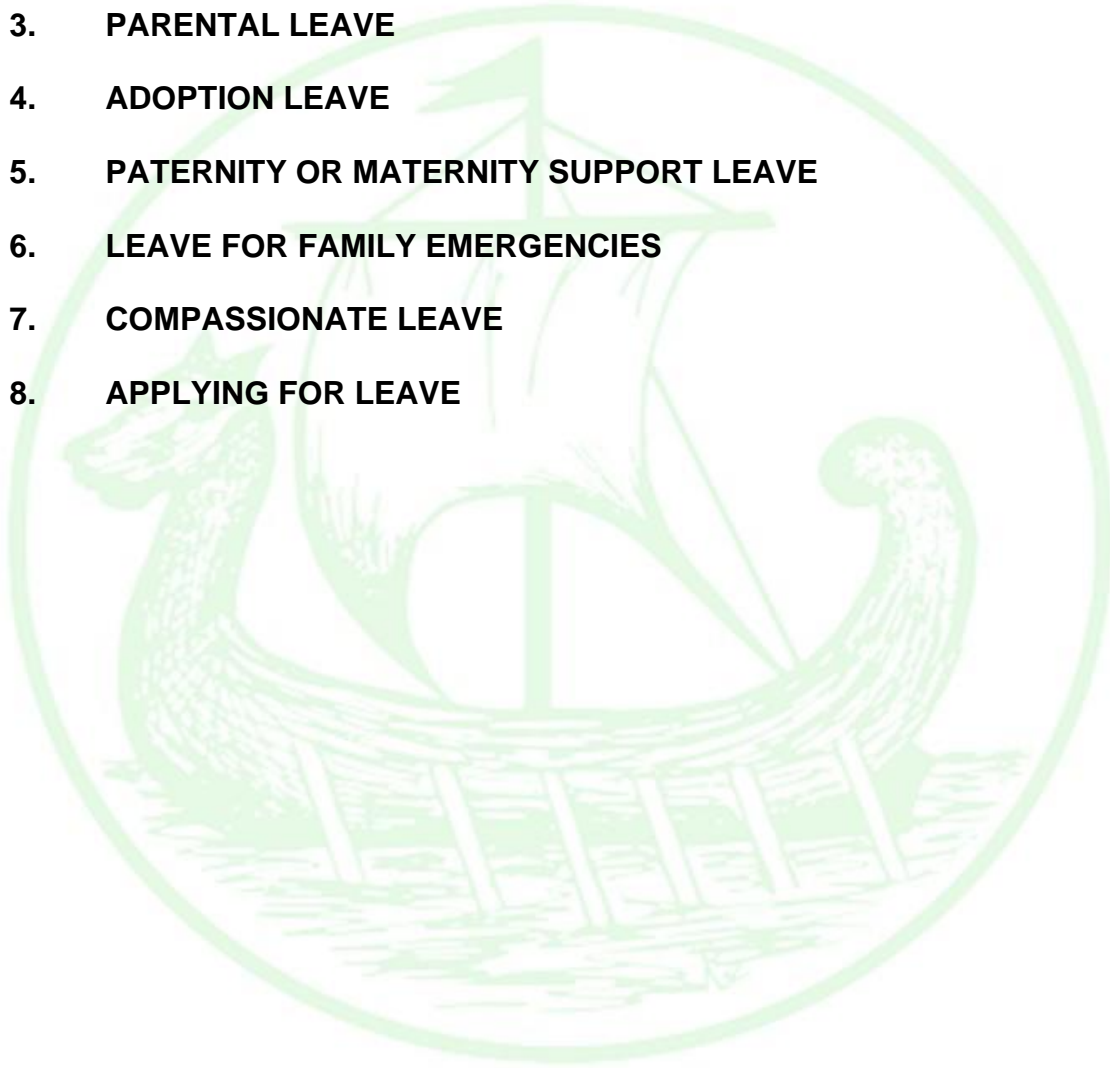 3. PARENTAL LEAVE
4. ADOPTION LEAVE
5. PATERNITY OR MATERNITY SUPPORT LEAVE
6. LEAVE FOR FAMILY EMERGENCIES
7. COMPASSIONATE LEAVE
8. APPLYING FOR LEAVE